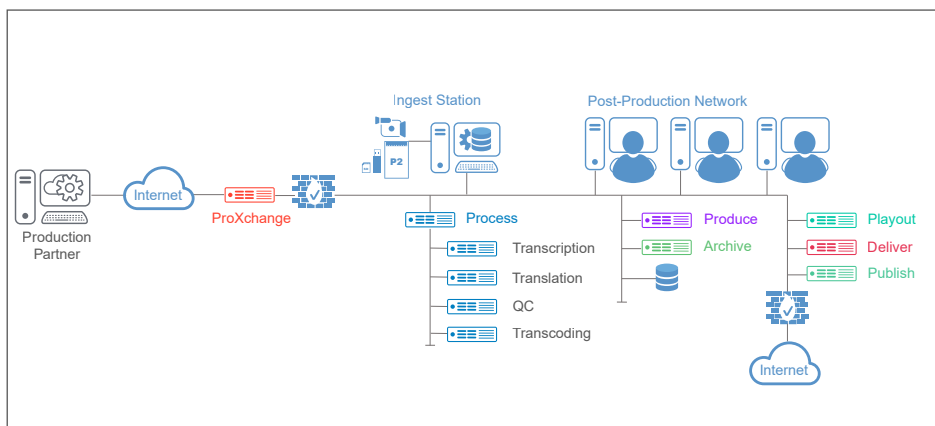 Ingest Station
Post-Production Network
P2
Internet
ProXchange
Production
Partner
Process
Transcription
Translation
QC
Transcoding
Produce
Archive
Playout
Deliver
Publish
Internet